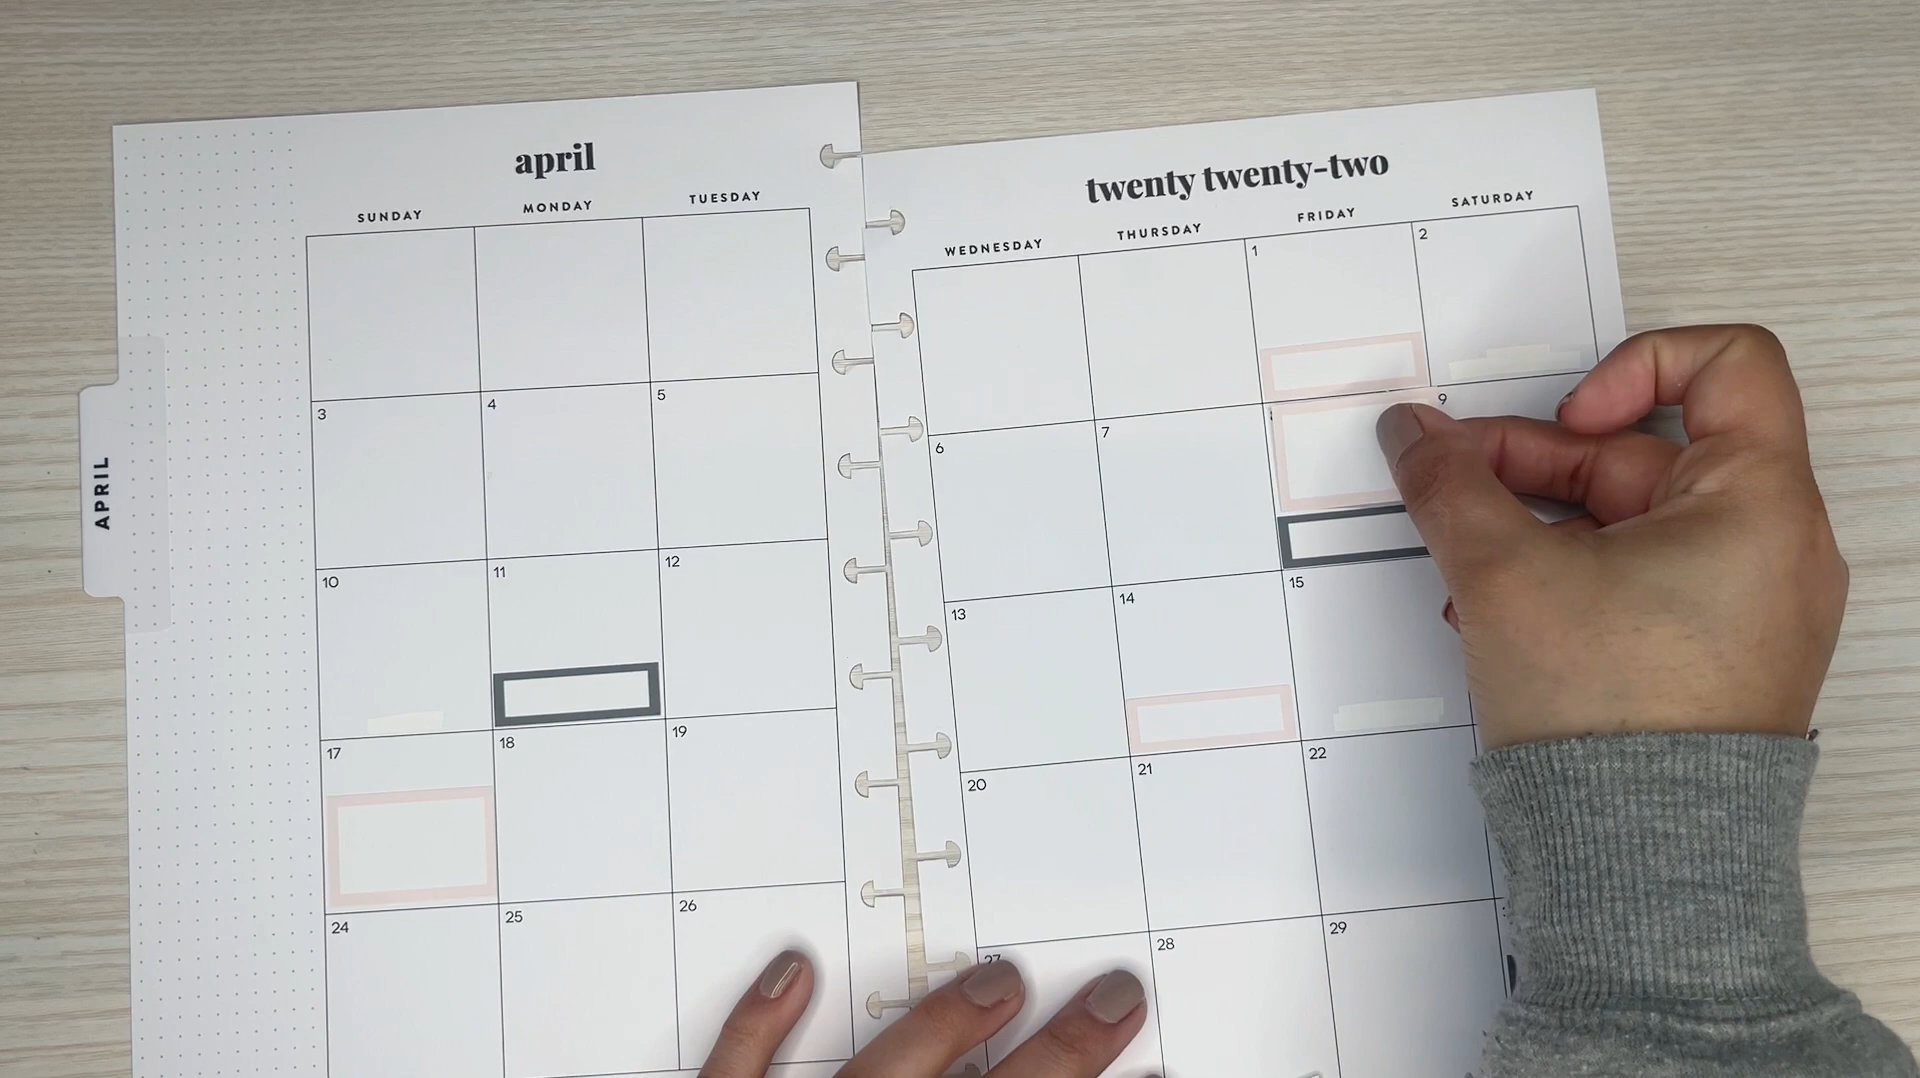 april
SUNDAY MONDAY TUESDAY
3 4 5
10 11 12
17 18 19
24 25 26
APRIL
twenty twenty-two
WEDNESDAY THURSDAY FRIDAY SATURDAY
1 2
6 7 9
13 14 15
20 21 22
27 28 29